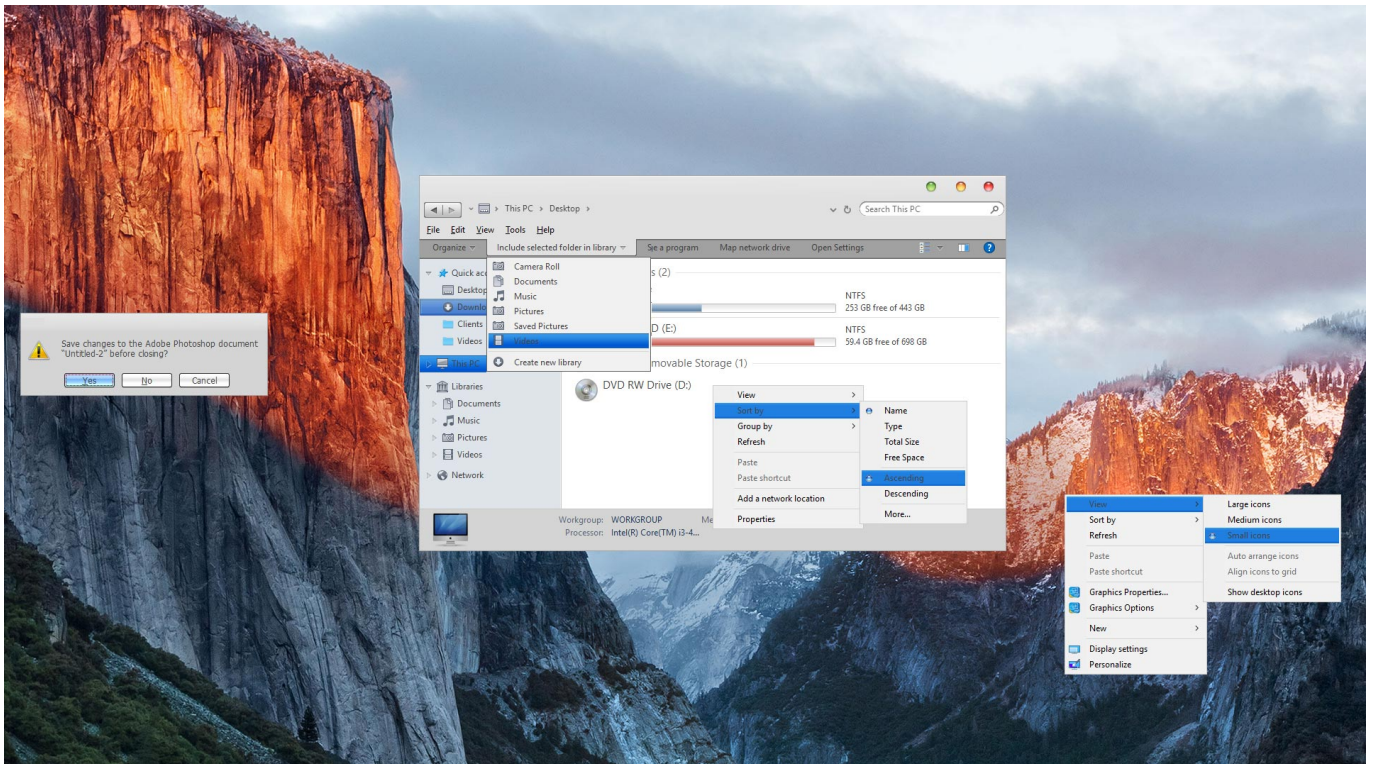 This PC > Desktop >
Search This PC
File Edit View Tools Help
Organize Include selected folder in library a program Map network drive Open Settings
Quick
Desktop
Clients
Videos
This PC
Camera Roll
Documents
Music
Pictures
Saved Pictures
Videos
Create new library
(2)
NTFS
253 GB free of 443 GB
(E:)
NTFS
59.4 GB free of 698 GB
Storage (1)
DVD RW Drive (D:)
Libraries
Documents
Music
Pictures
Videos
Network
Workgroup: WORKGROUP
Processor: Intel(R) Core(TM) i3-4...
Save changes to the Adobe Photoshop document
"Untitled-2" before closing?
Yes No Cancel
View
Sort by
Group by
Refresh
Paste
Paste shortcut
Add a network location
Properties
Name
Type
Total Size
Free Space
Ascending
Descending
More...
View
Sort by
Refresh
Paste
Paste shortcut
Graphics Properties...
Graphics Options
New
Display settings
Personalize
Large icons
Medium icons
Small icons
Auto arrange icons
Align icons to grid
Show desktop icons